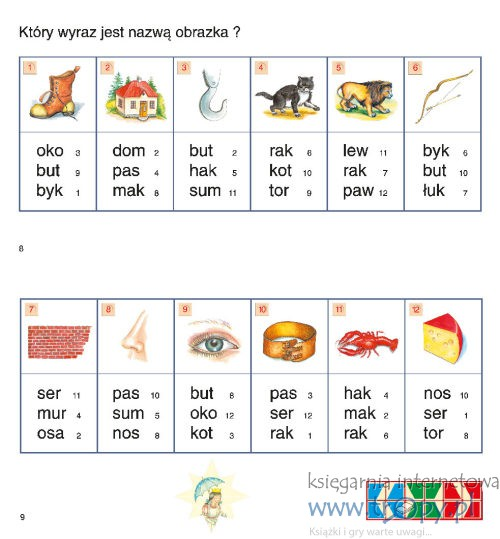 Który wyraz jest nazwą obrazka ?
1 2 3 4 5 6
oko 3 dom 2 but 2 rak 6 lew 11 byk 6
but 9 pas 4 hak 5 kot 10 rak 7 but 10
byk 1 mak 8 sum 11 tor 9 paw 12 łuk 7
8
7 8 9 10 11 12
ser 11 pas 10 but 8 pas 3 hak 4 nos 10
mur 4 sum 5 oko 12 ser 12 mak 2 ser 1
osa 2 nos 8 kot 3 rak 1 rak 6 tor 8
księgarnia internetowa
www.tropy.pl
Książki i gry warte uwagi...
9